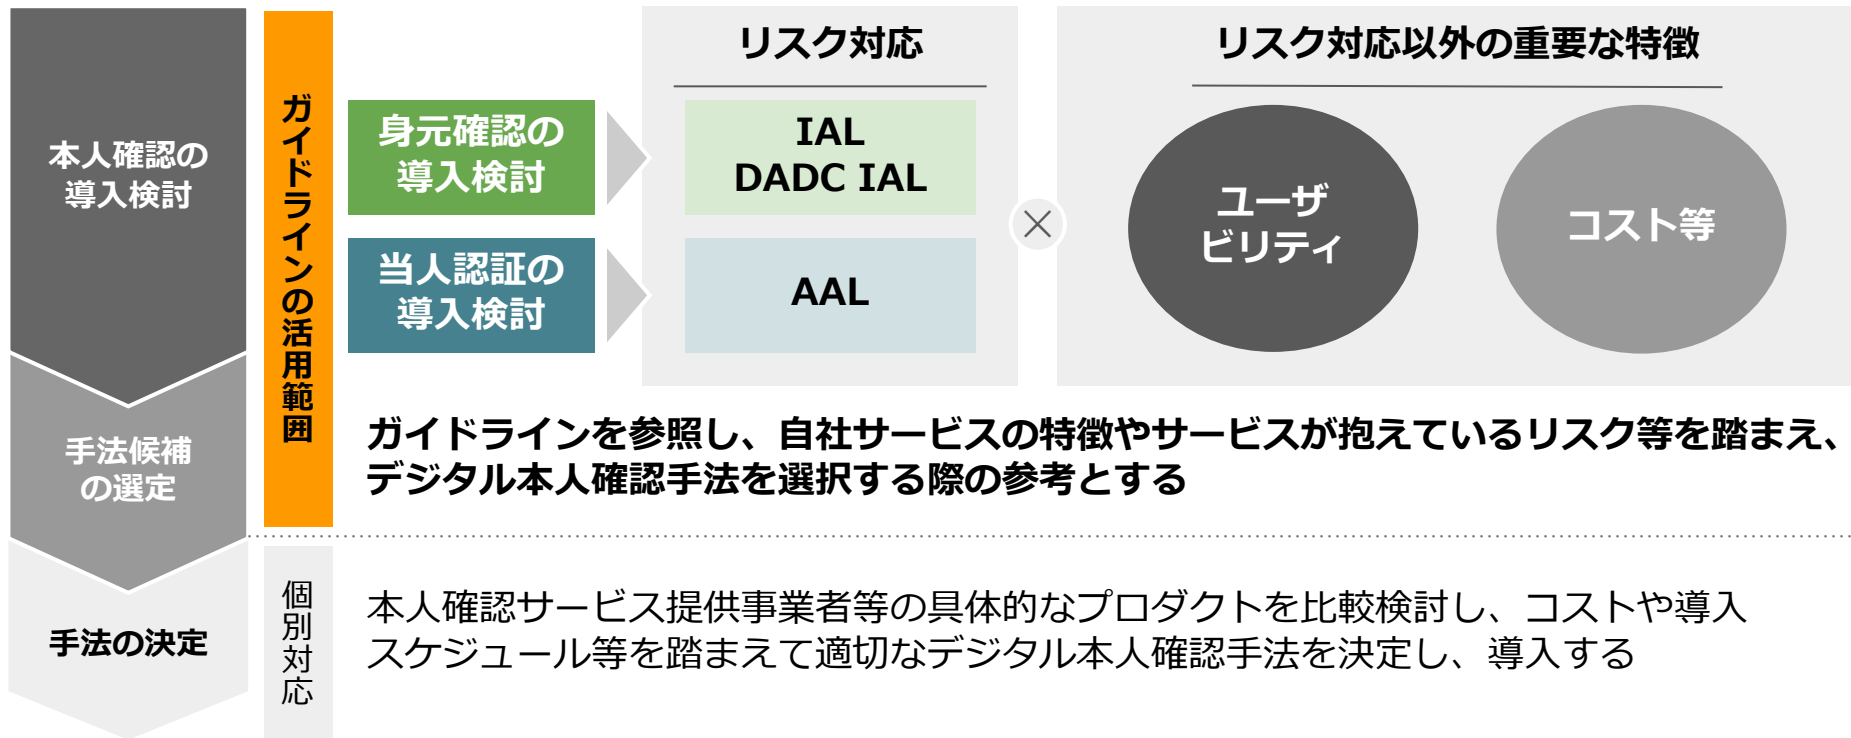 本人確認の
導入検討
手法候補
の選定
手法の決定
ガイドラインの活用範囲
個別対応
身元確認の
導入検討
当人認証の
導入検討
リスク対応
IAL
DADC IAL
AAL
×
リスク対応以外の重要な特徴
ユーザ
ビリティ
コスト等
ガイドラインを参照し、自社サービスの特徴やサービスが抱えているリスク等を踏まえ、
デジタル本人確認手法を選択する際の参考とする
本人確認サービス提供事業者等の具体的なプロダクトを比較検討し、コストや導入
スケジュール等を踏まえて適切なデジタル本人確認手法を決定し、導入する